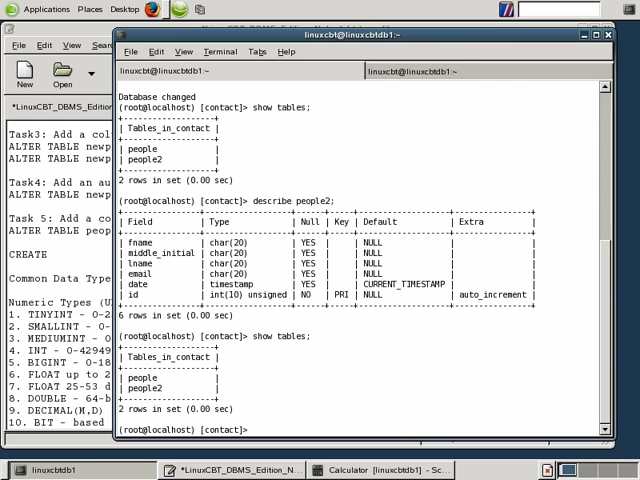 Applications Places Desktop
linuxcbt@linuxcbtdb1:~
File Edit View Sear
File Edit View Terminal Tabs Help
New Open
linuxcbt@linuxcbtdb1:~ linuxcbt@linuxcbtdb1:~
*LinuxCBT_DBMS_Edition
Task3: Add a col
ALTER TABLE newp
ALTER TABLE newp
Task4: Add an au
ALTER TABLE newp
Task 5: Add a co
ALTER TABLE peop
CREATE
Common Data Type
Numeric Types (U
1. TINYINT - 0-2
2. SMALLINT - 0-
3. MEDIUMINT - 0
4. INT - 0-42949
5. BIGINT - 0-18
6. FLOAT up to 2
7. FLOAT 25-53 d
8. DOUBLE - 64-b
9. DECIMAL(M,D)
10. BIT - based
Database changed
(root@localhost) [contact]> show tables;
+-------------------+
| Tables_in_contact |
+-------------------+
| people            |
| people2           |
+-------------------+
2 rows in set (0.00 sec)
(root@localhost) [contact]> describe people2;
+----------------+------------------+------+-----+-------------------+----------------+
| Field          | Type             | Null | Key | Default           | Extra          |
+----------------+------------------+------+-----+-------------------+----------------+
| fname          | char(20)         | YES  |     | NULL              |                |
| middle_initial | char(20)         | YES  |     | NULL              |                |
| lname          | char(20)         | YES  |     | NULL              |                |
| email          | char(20)         | YES  |     | NULL              |                |
| date           | timestamp        | YES  |     | CURRENT_TIMESTAMP |                |
| id             | int(10) unsigned | NO   | PRI | NULL              | auto_increment |
+----------------+------------------+------+-----+-------------------+----------------+
6 rows in set (0.00 sec)
(root@localhost) [contact]> show tables;
+-------------------+
| Tables_in_contact |
+-------------------+
| people            |
| people2           |
+-------------------+
2 rows in set (0.00 sec)
(root@localhost) [contact]>
linuxcbtdb1 *LinuxCBT_DBMS_Edition_N... Calculator [linuxcbtdb1] - Sc...